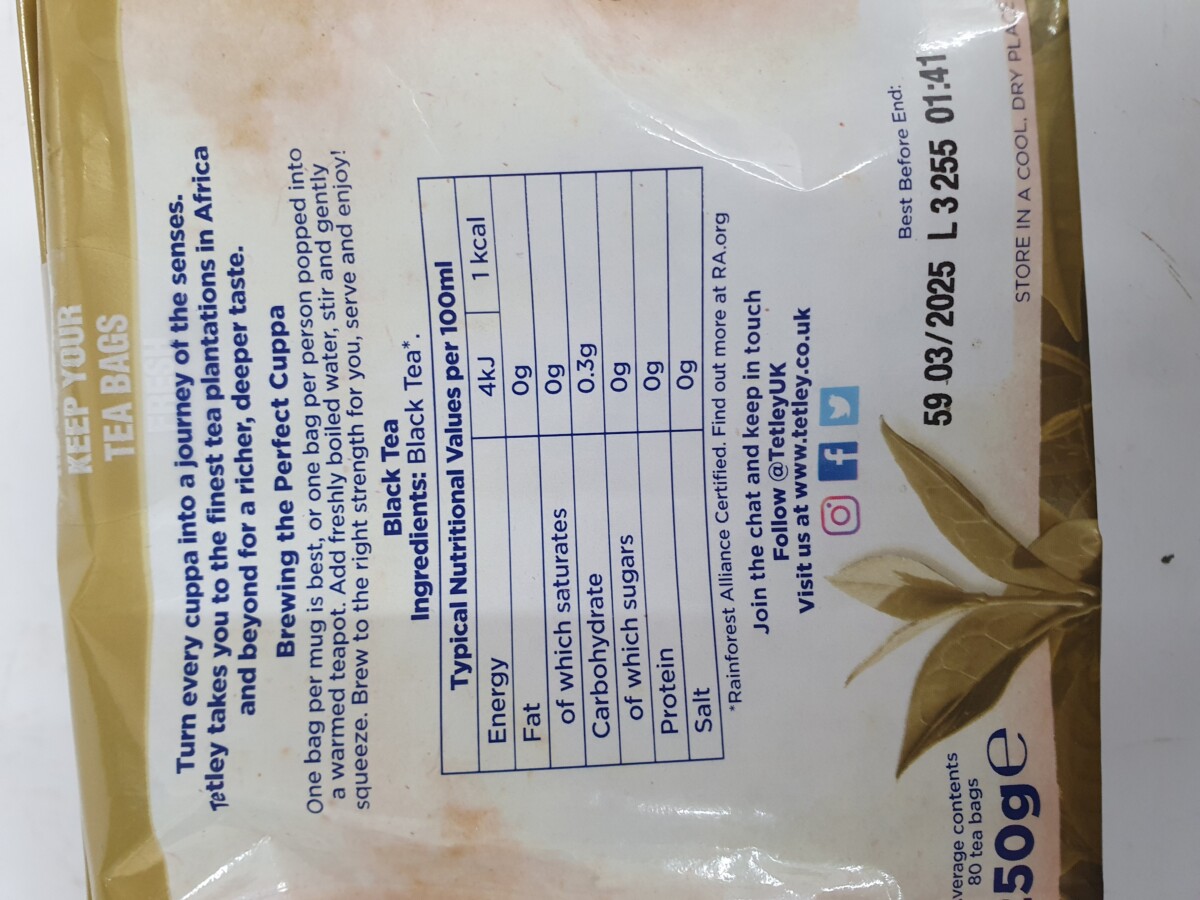 KEEP YOUR
TEA BAGS
FRESH
Turn every cuppa into a journey of the senses.
Tetley takes you to the finest tea plantations in Africa
and beyond for a richer, deeper taste.
Brewing the Perfect Cuppa
One bag per mug is best, or one bag per person popped into
a warmed teapot. Add freshly boiled water, stir and gently
squeeze. Brew to the right strength for you, serve and enjoy!
Black Tea
Ingredients: Black Tea*.
Typical Nutritional Values per 100ml
Energy 4kJ 1 kcal
Fat 0g
of which saturates 0g
Carbohydrate 0.3g
of which sugars 0g
Protein 0g
Salt 0g
*Rainforest Alliance Certified. Find out more at RA.org
Join the chat and keep in touch
Follow @TetleyUK
Visit us at www.tetley.co.uk
Best Before End:
59 03/2025 L 3255 01:41
STORE IN A COOL, DRY PLACE
verage contents
80 tea bags
50g e